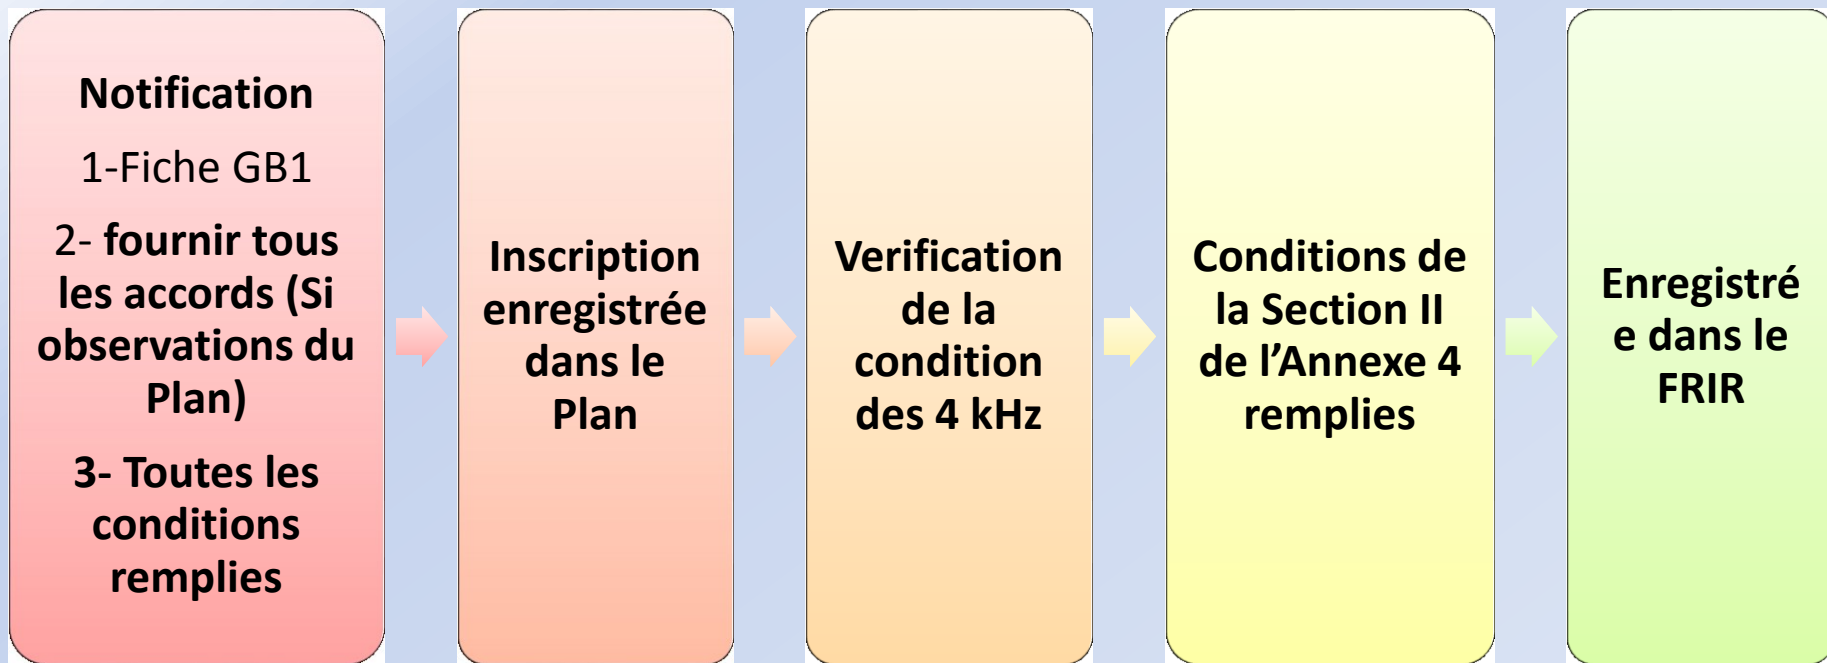 Notification
1-Fiche GB1
2- fournir tous
les accords (Si
observations du
Plan)
3- Toutes les
conditions
remplies
Inscription
enregistrée
dans le
Plan
Verification
de la
condition
des 4 kHz
Conditions de
la Section II
de l’Annexe 4
remplies
Enregistré
e dans le
FRIR